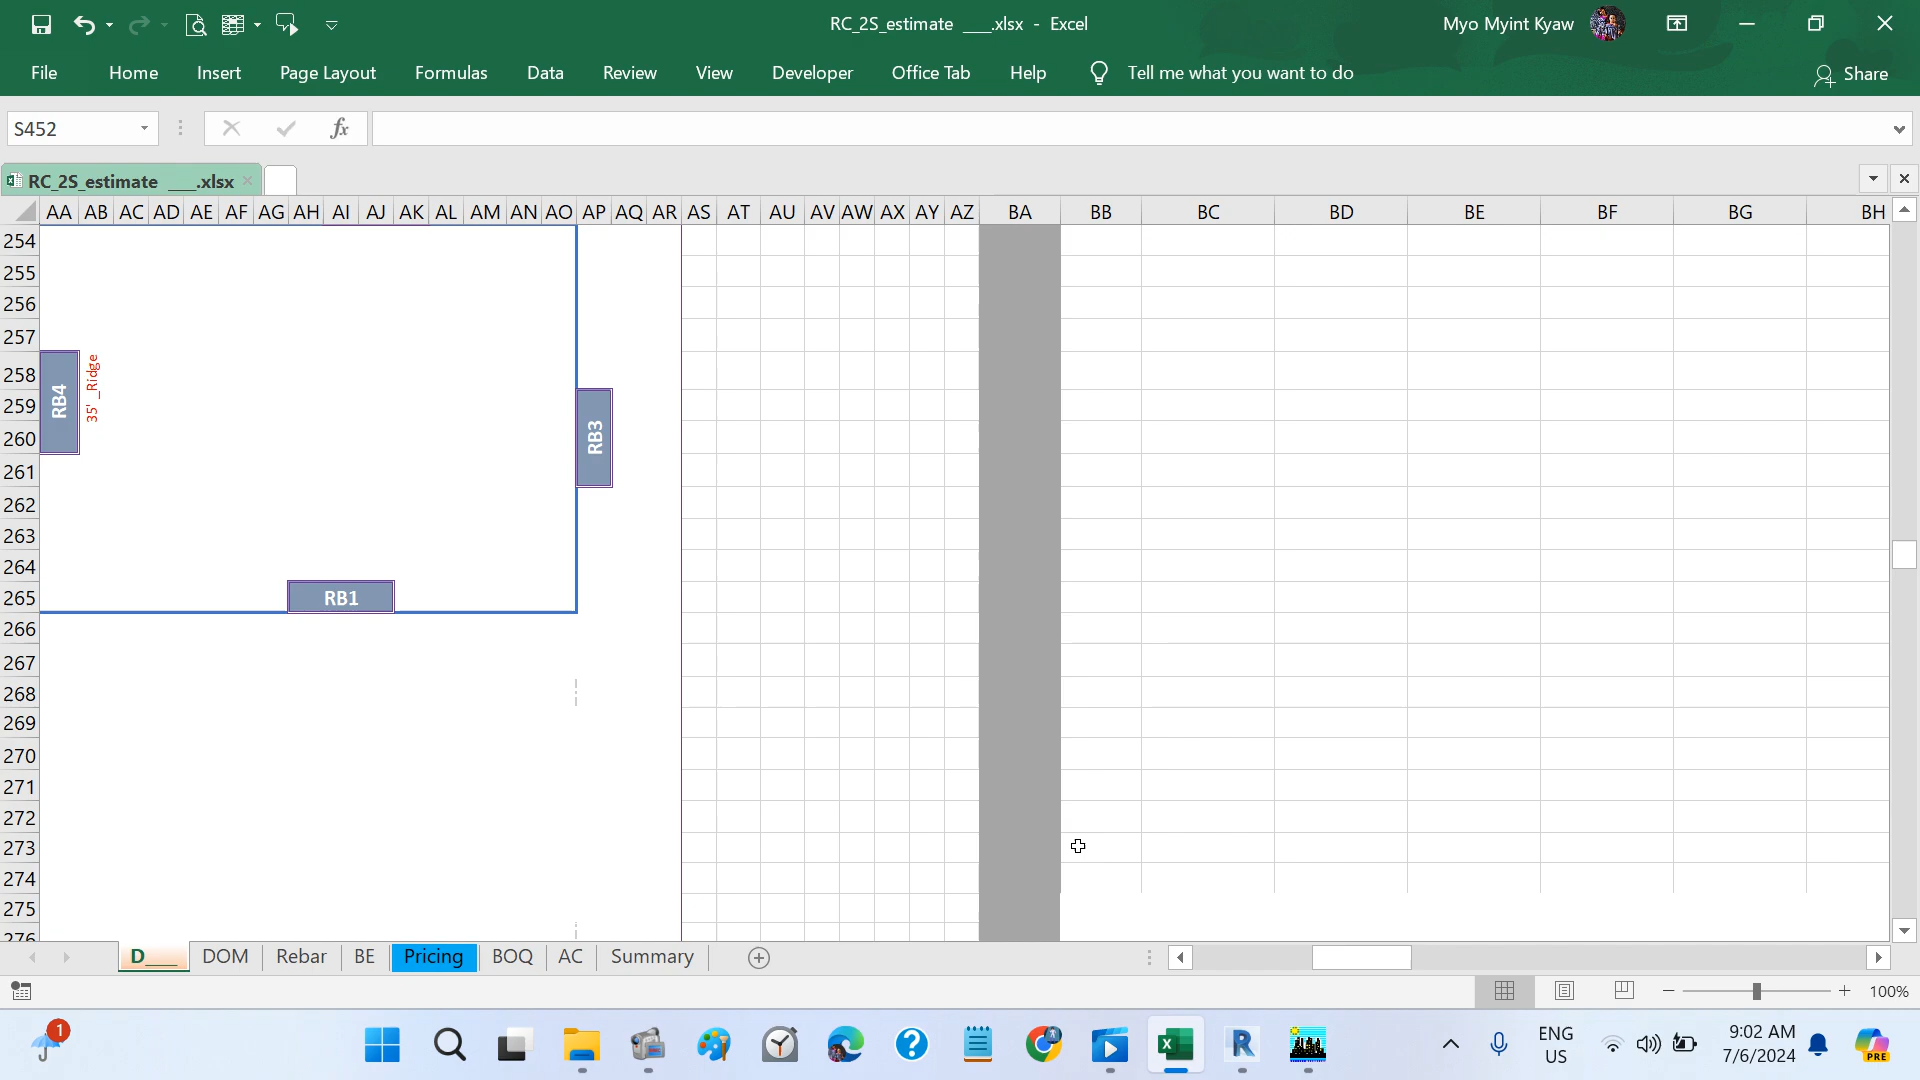 RC_2S_estimate ___.xlsx - Excel
Myo Myint Kyaw
File Home Insert Page Layout Formulas Data Review View Developer Office Tab Help Tell me what you want to do Share
S452 fx
RC_2S_estimate ___.xlsx
AA AB AC AD AE AF AG AH AI AJ AK AL AM AN AO AP AQ AR AS AT AU AV AW AX AY AZ BA BB BC BD BE BF BG BH
254
255
256
257
258
259
260
261
262
263
264
265
266
267
268
269
270
271
272
273
274
275
276
RB4
35' _Ridge
RB3
RB1
D___ DOM Rebar BE Pricing BOQ AC Summary
100%
1
ENG
US
9:02 AM
7/6/2024
PRE